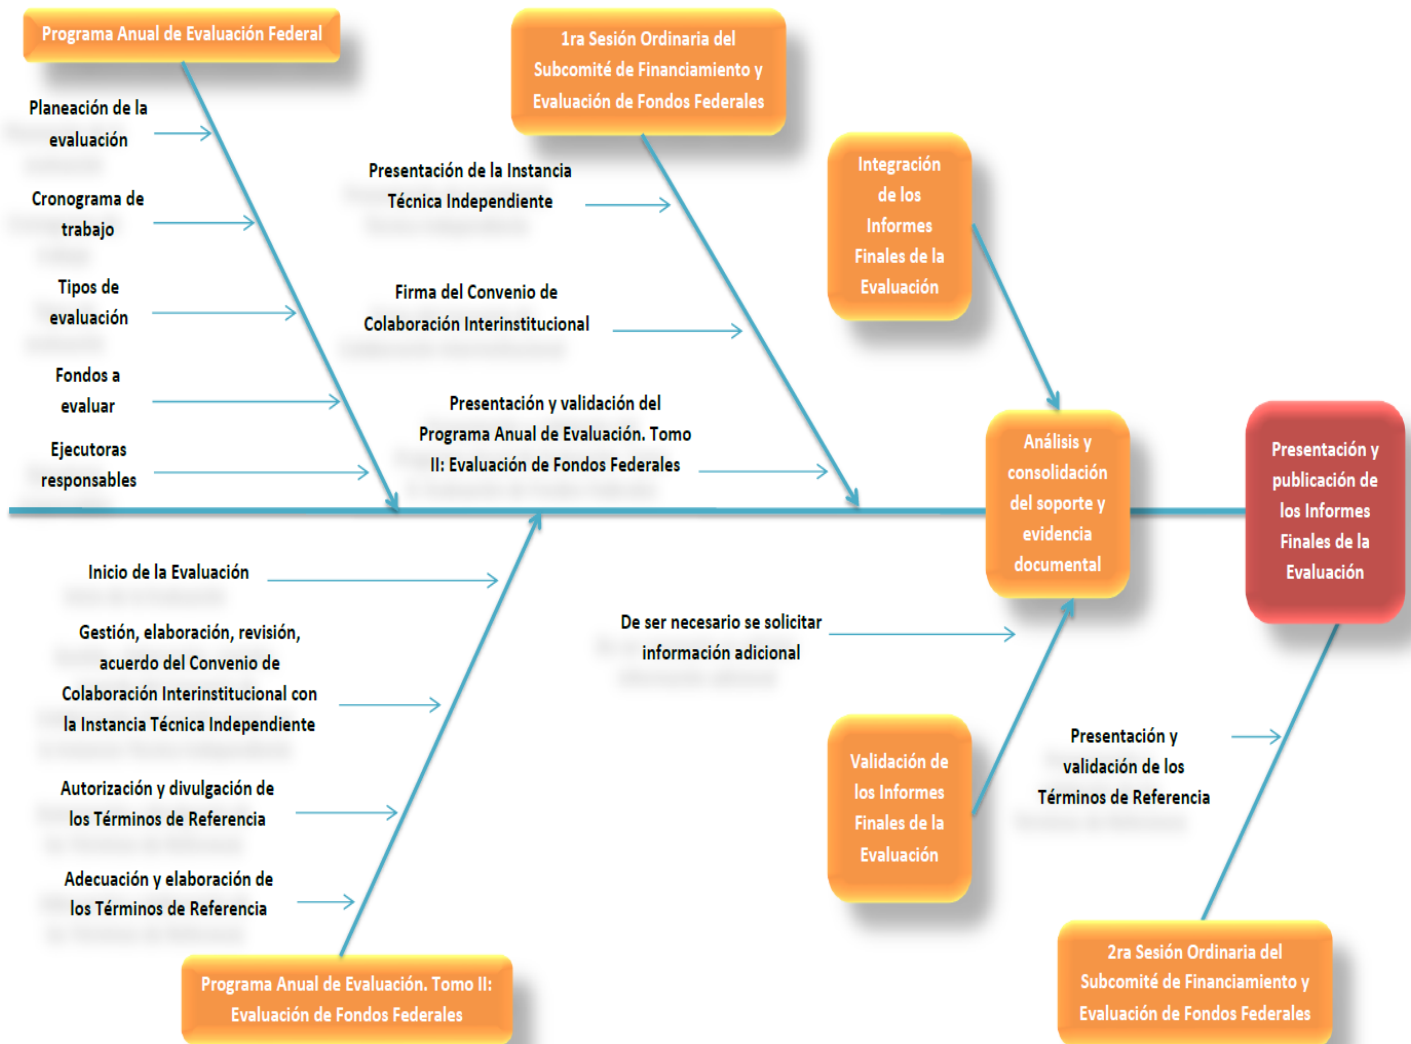 Programa Anual de Evaluación Federal
Planeación de la
evaluación
Cronograma de
trabajo
Tipos de
evaluación
Fondos a
evaluar
Ejecutoras
responsables
1ra Sesión Ordinaria del
Subcomité de Financiamiento y
Evaluación de Fondos Federales
Presentación de la Instancia
Técnica Independiente
Firma del Convenio de
Colaboración Interinstitucional
Presentación y validación del
Programa Anual de Evaluación. Tomo
II: Evaluación de Fondos Federales
Integración
de los
Informes
Finales de la
Evaluación
Análisis y
consolidación
del soporte y
evidencia
documental
Presentación y
publicación de
los Informes
Finales de la
Evaluación
Inicio de la Evaluación
Gestión, elaboración, revisión,
acuerdo del Convenio de
Colaboración Interinstitucional con
la Instancia Técnica Independiente
Autorización y divulgación de
los Términos de Referencia
Adecuación y elaboración de
los Términos de Referencia
Programa Anual de Evaluación. Tomo II:
Evaluación de Fondos Federales
De ser necesario se solicitar
información adicional
Validación de
los Informes
Finales de la
Evaluación
Presentación y
validación de los
Términos de Referencia
2ra Sesión Ordinaria del
Subcomité de Financiamiento y
Evaluación de Fondos Federales